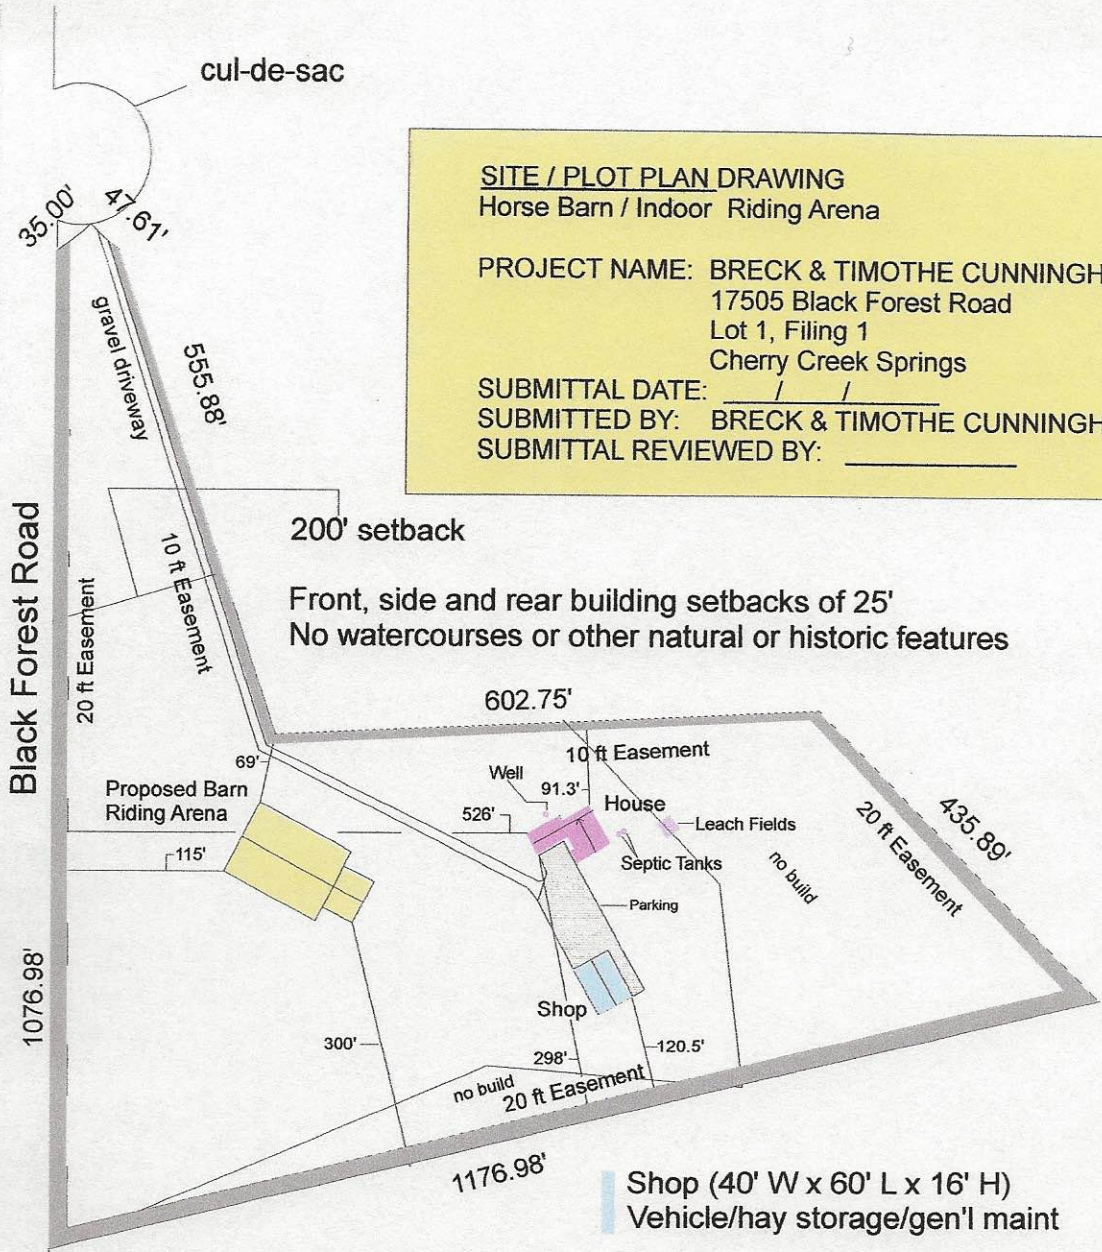 cul-de-sac
35.00'
47.61'
SITE / PLOT PLAN DRAWING
Horse Barn / Indoor Riding Arena
PROJECT NAME: BRECK & TIMOTHE CUNNINGH
17505 Black Forest Road
Lot 1, Filing 1
Cherry Creek Springs
SUBMITTAL DATE: ___/___/___
SUBMITTED BY: BRECK & TIMOTHE CUNNINGH
SUBMITTAL REVIEWED BY: ___________
gravel driveway
555.88'
200' setback
10 ft Easement
20 ft Easement
Black Forest Road
Front, side and rear building setbacks of 25'
No watercourses or other natural or historic features
602.75'
10 ft Easement
69'
Well
91.3'
Proposed Barn
Riding Arena
526'
House
Leach Fields
435.89'
20 ft Easement
115'
Septic Tanks
no build
Parking
1076.98'
Shop
300'
298'
120.5'
no build
20 ft Easement
1176.98'
Shop (40' W x 60' L x 16' H)
Vehicle/hay storage/gen'l maint